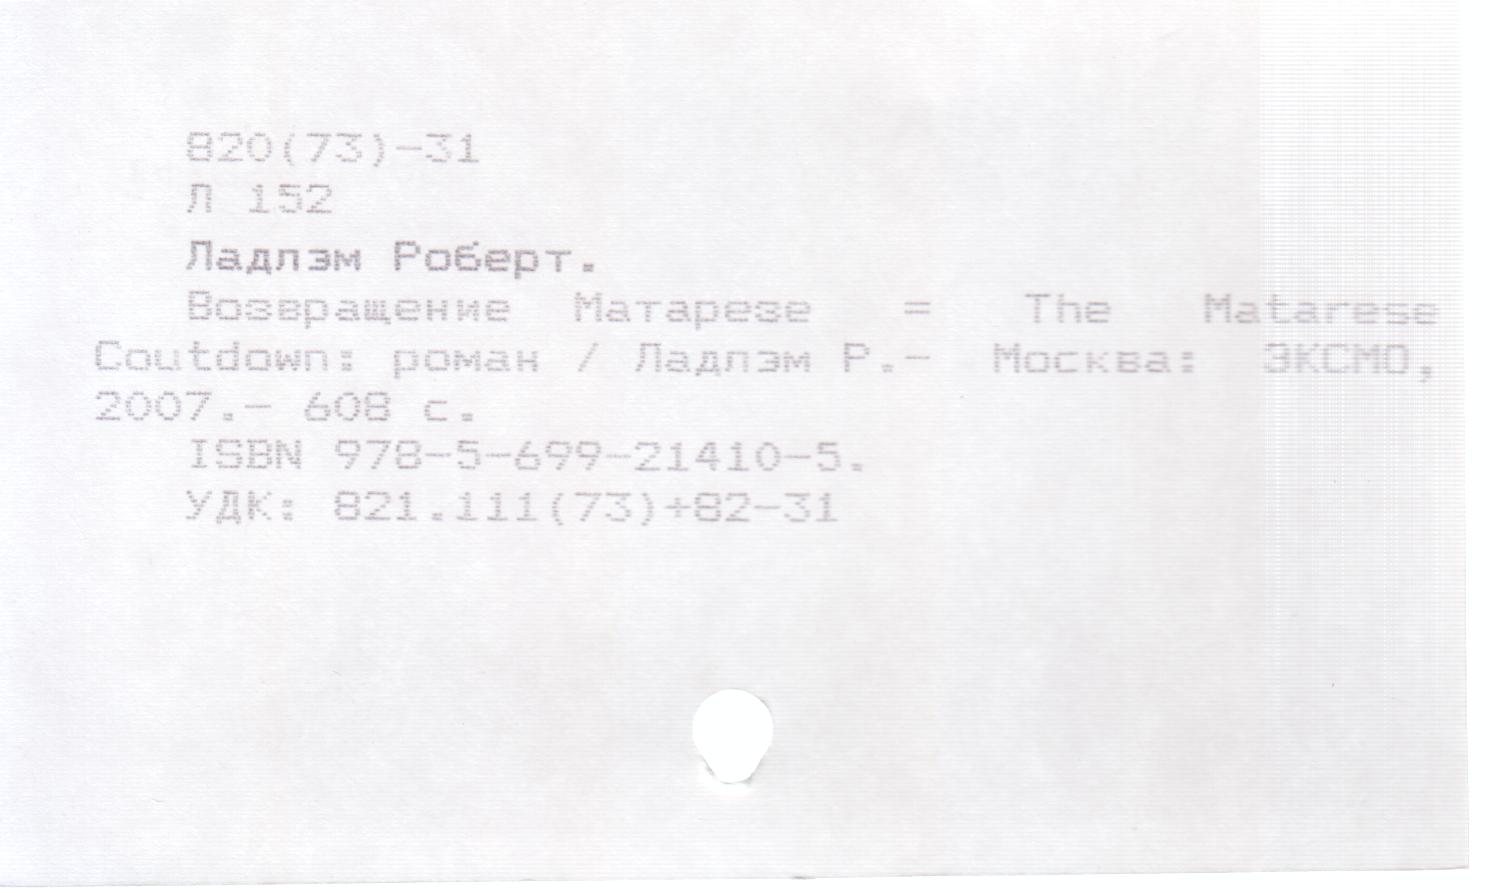 820(73)-31
Л 152
Ладлэм Роберт.
Возвращение Матарезе = The Matarese
Coutdown: роман / Ладлэм Р.- Москва: ЭКСМО,
2007.- 608 с.
ISBN 978-5-699-21410-5.
УДК: 821.111(73)+82-31